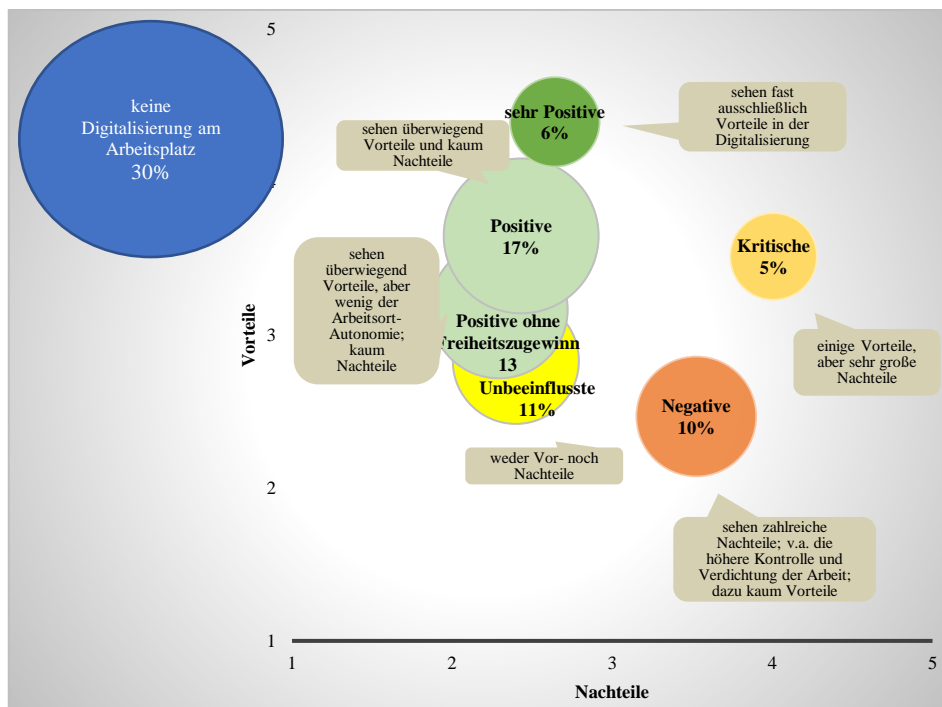 5
keine
Digitalisierung am
Arbeitsplatz
30%
sehr Positive
6%
sehen fast
ausschließlich
Vorteile in der
Digitalisierung
sehen überwiegend
Vorteile und kaum
Nachteile
4
Positive
17%
Kritische
5%
sehen
überwiegend
Vorteile, aber
wenig der
Arbeitsort-
Autonomie;
kaum
Nachteile
Vorteile
3
Positive ohne
Freiheitszugewinn
13
einige Vorteile,
aber sehr große
Nachteile
Unbeeinflusste
11%
Negative
10%
weder Vor- noch
Nachteile
2
sehen zahlreiche
Nachteile; v.a. die
höhere Kontrolle und
Verdichtung der Arbeit;
dazu kaum Vorteile
1
1 2 3 4 5
Nachteile